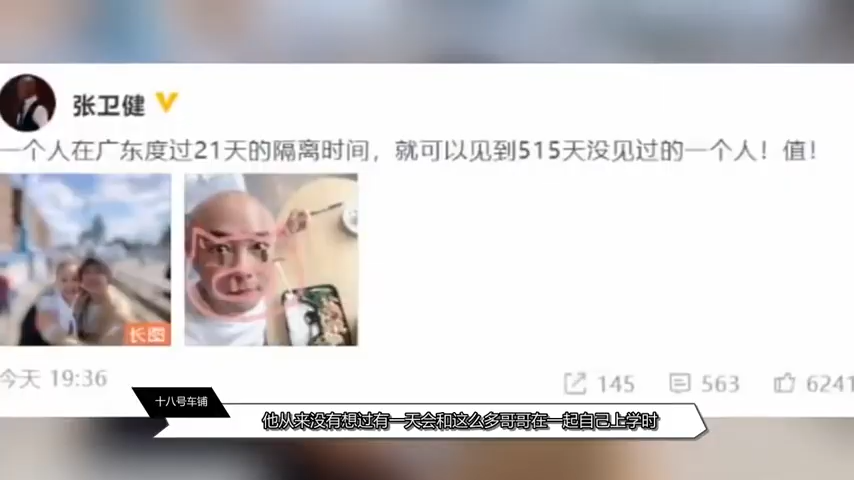 张卫健
一个人在广东度过21天的隔离时间，就可以见到515天没见过的一个人！值！
长图
今天 19:36
145
563
6241
十八号车铺
他从来没有想过有一天会和这么多哥哥在一起自己上学时